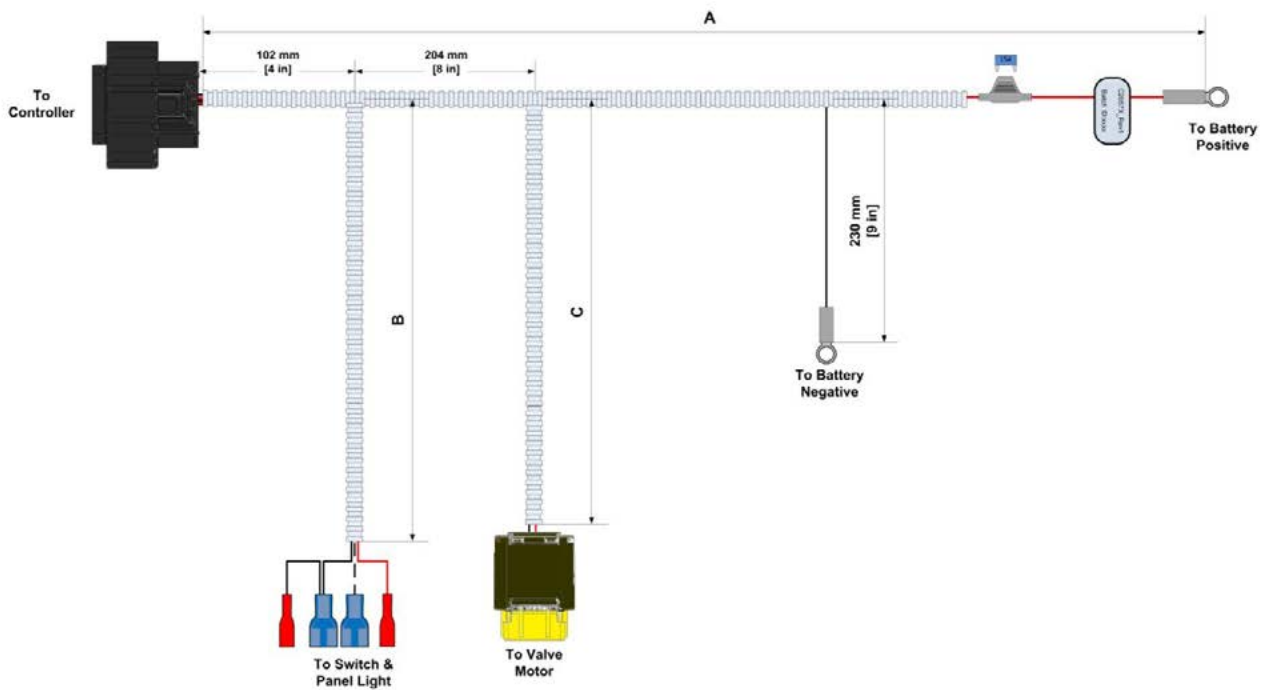 A
102 mm
[4 in]
204 mm
[8 in]
To
Controller
15A
To Battery
Positive
230 mm
[9 in]
B
C
To Battery
Negative
To Switch &
Panel Light
To Valve
Motor